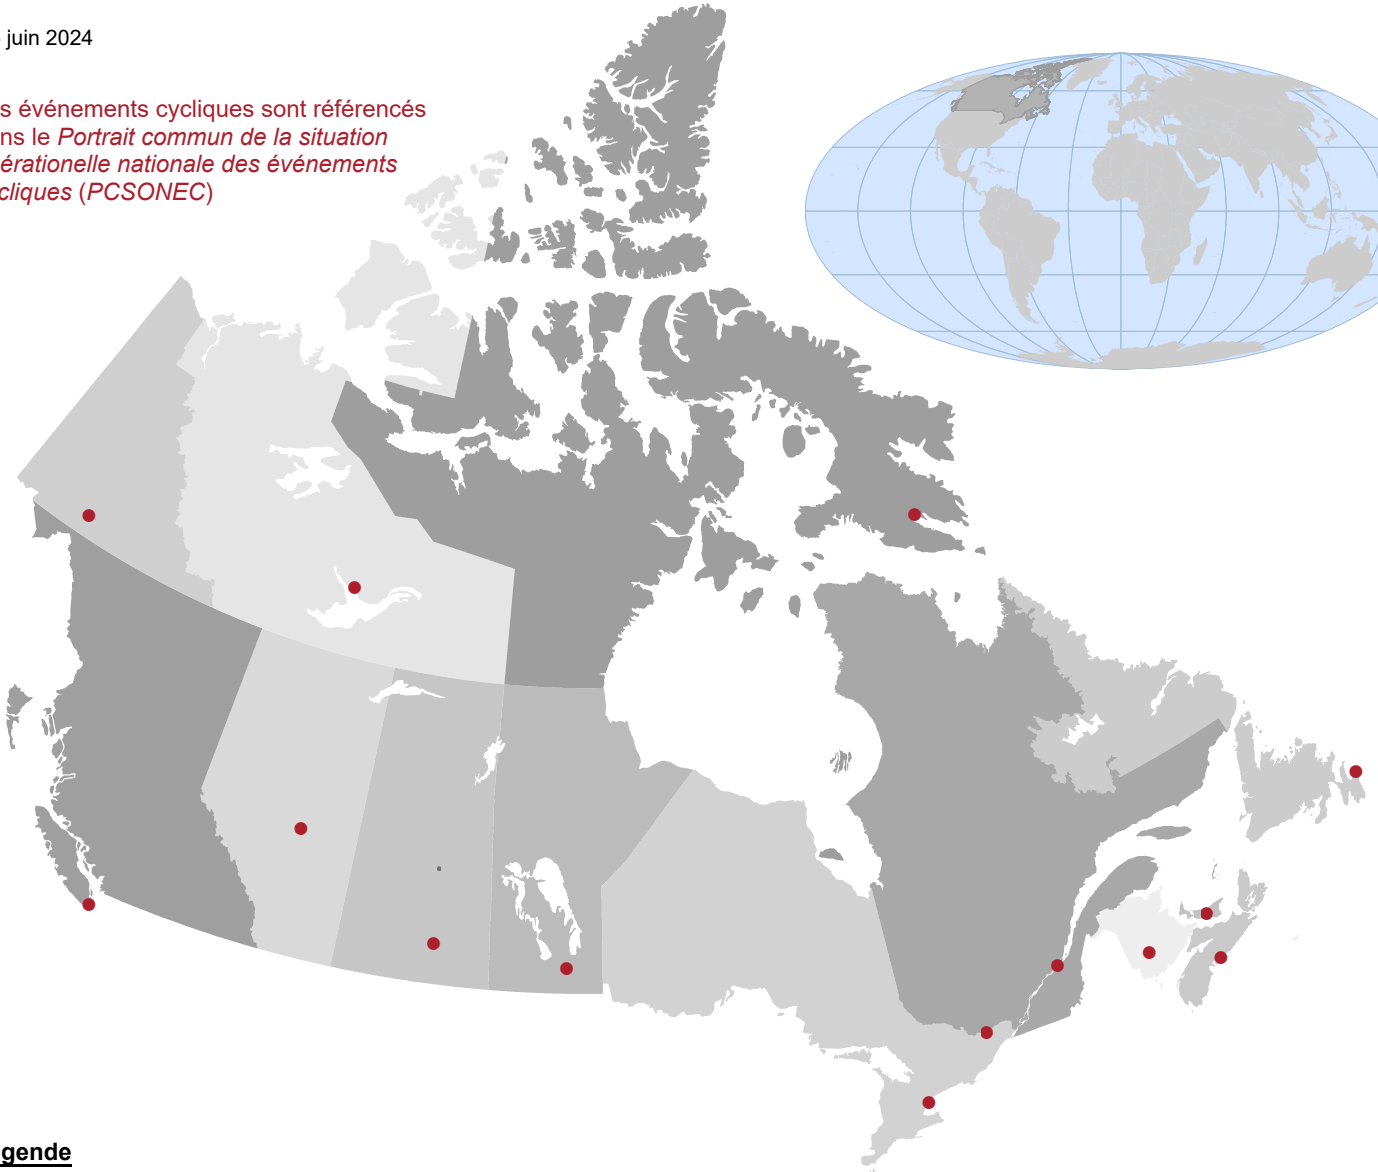 juin 2024
s événements cycliques sont référencés
ns le Portrait commun de la situation
érationelle nationale des événements
cliques (PCSONEC)
gende